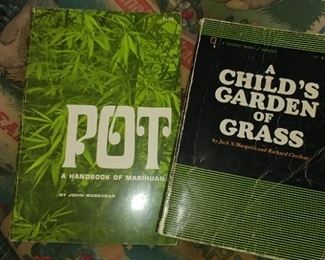 POT
A HANDBOOK OF MARIHUANA
BY JOHN ROSEVEAR
A
CHILD'S
GARDEN
OF
GRASS
by Jack S. Margolis and Richard Clorfene